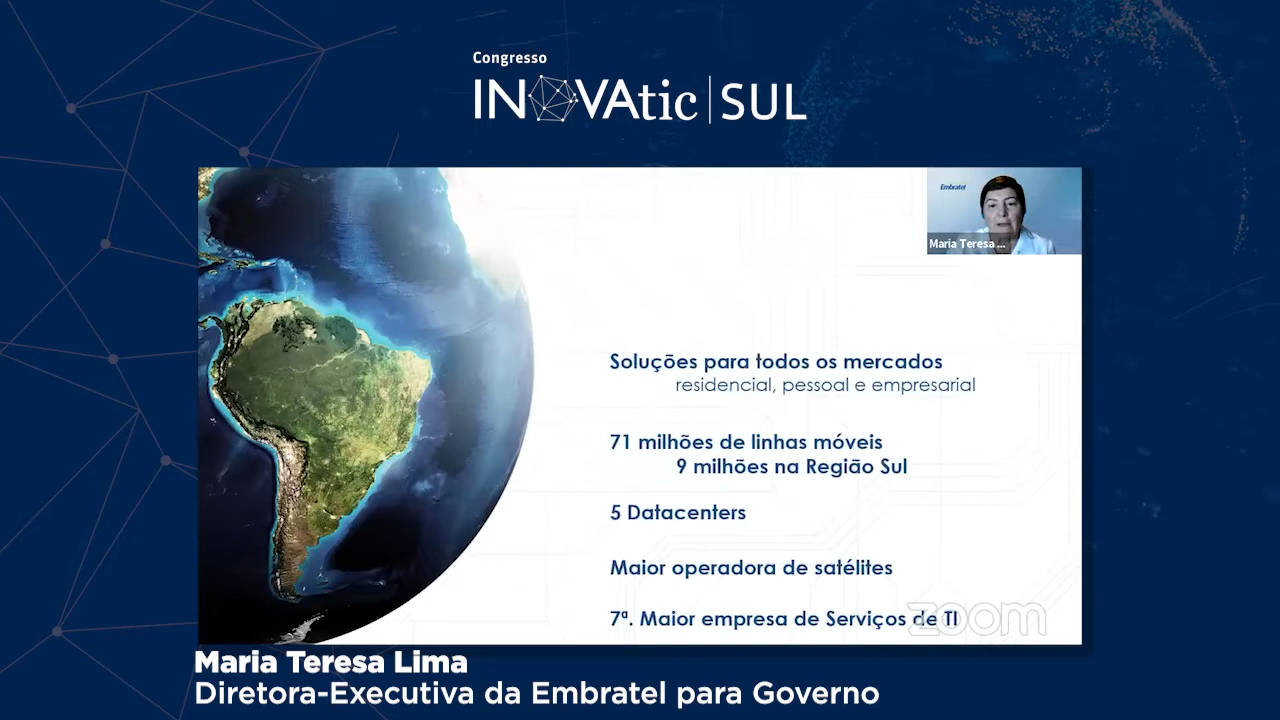 Congresso
INOVAtic | SUL
Embratel
Maria Teresa ...
Soluções para todos os mercados
residencial, pessoal e empresarial
71 milhões de linhas móveis
9 milhões na Região Sul
5 Datacenters
Maior operadora de satélites
7ª. Maior empresa de Serviços de TI
zoom
Maria Teresa Lima
Diretora-Executiva da Embratel para Governo